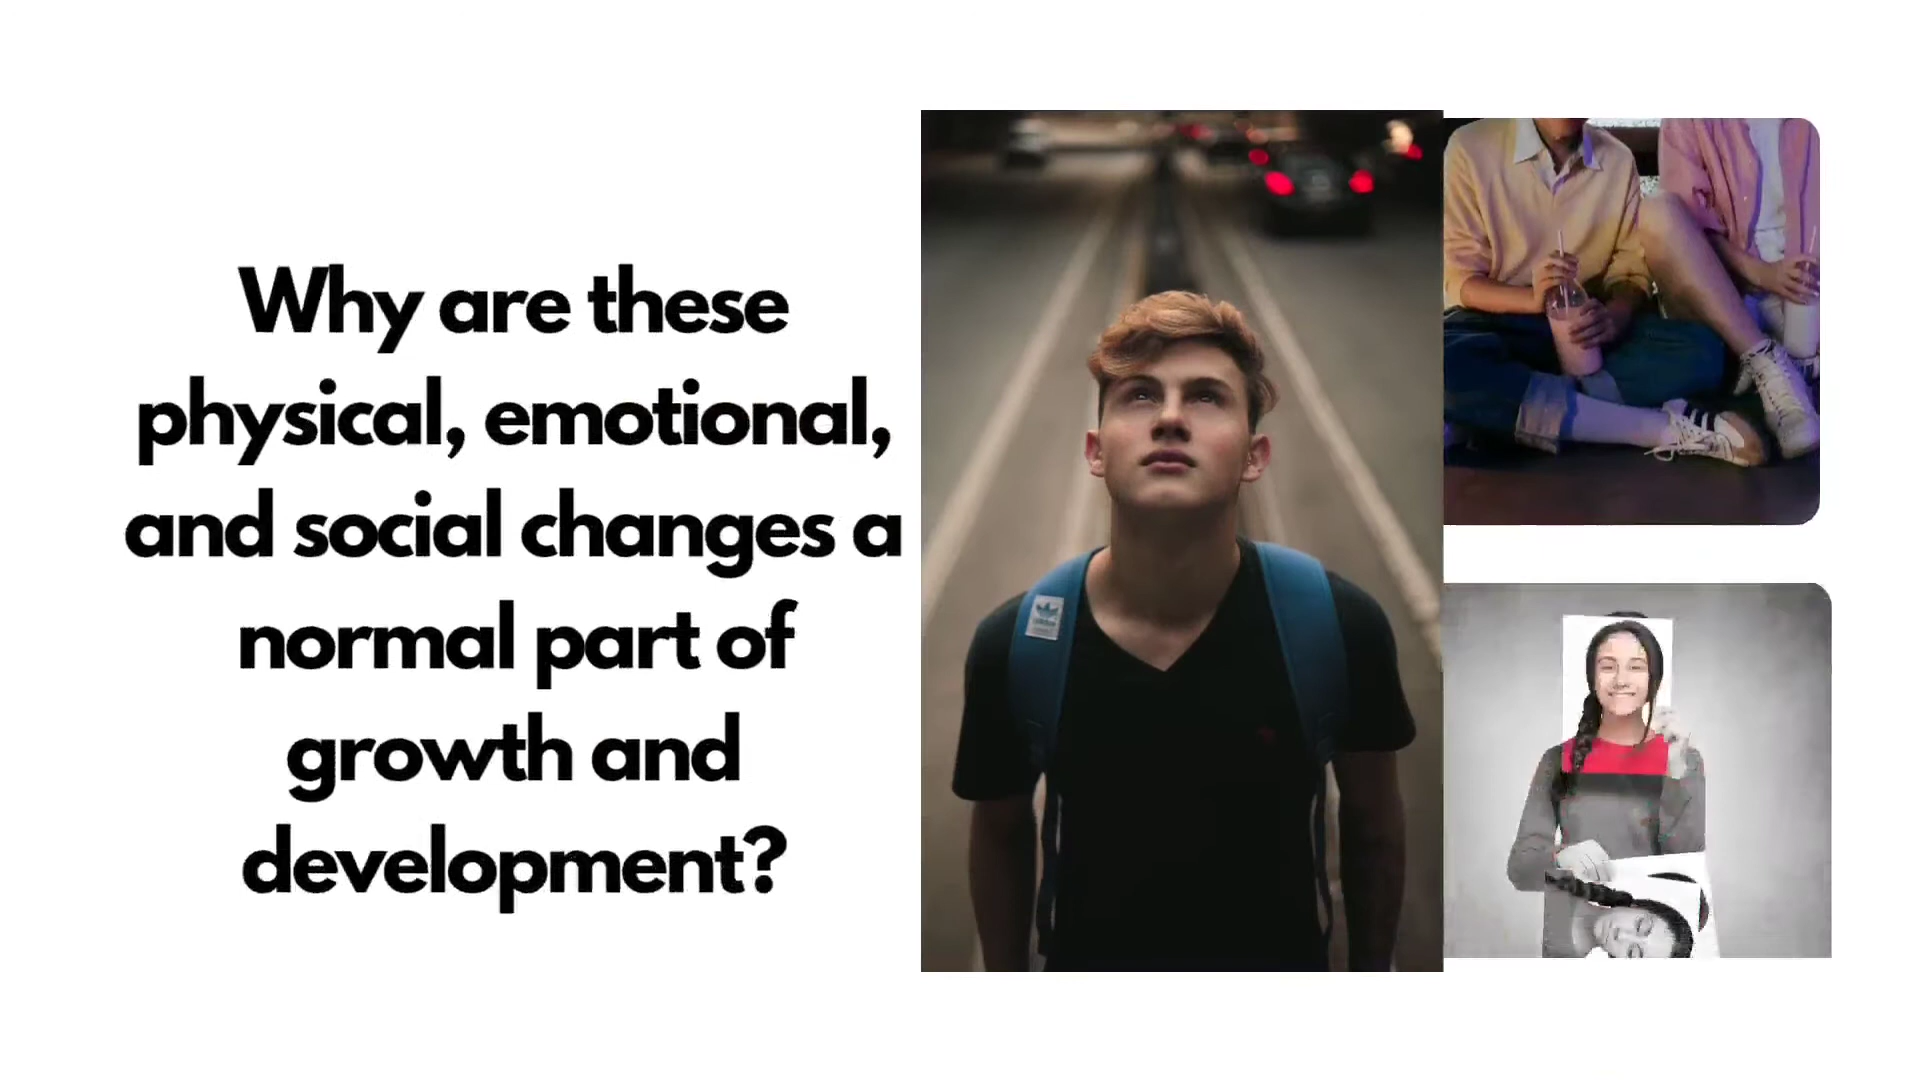 Why are these
physical, emotional,
and social changes a
normal part of
growth and
development?